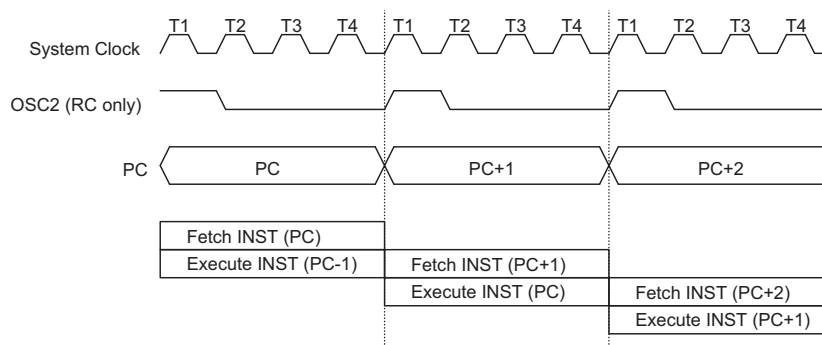 T1 T2 T3 T4 T1 T2 T3 T4 T1 T2 T3 T4
System Clock
OSC2 (RC only)
PC PC PC+1 PC+2
Fetch INST (PC)
Execute INST (PC-1) Fetch INST (PC+1)
Execute INST (PC) Fetch INST (PC+2)
Execute INST (PC+1)